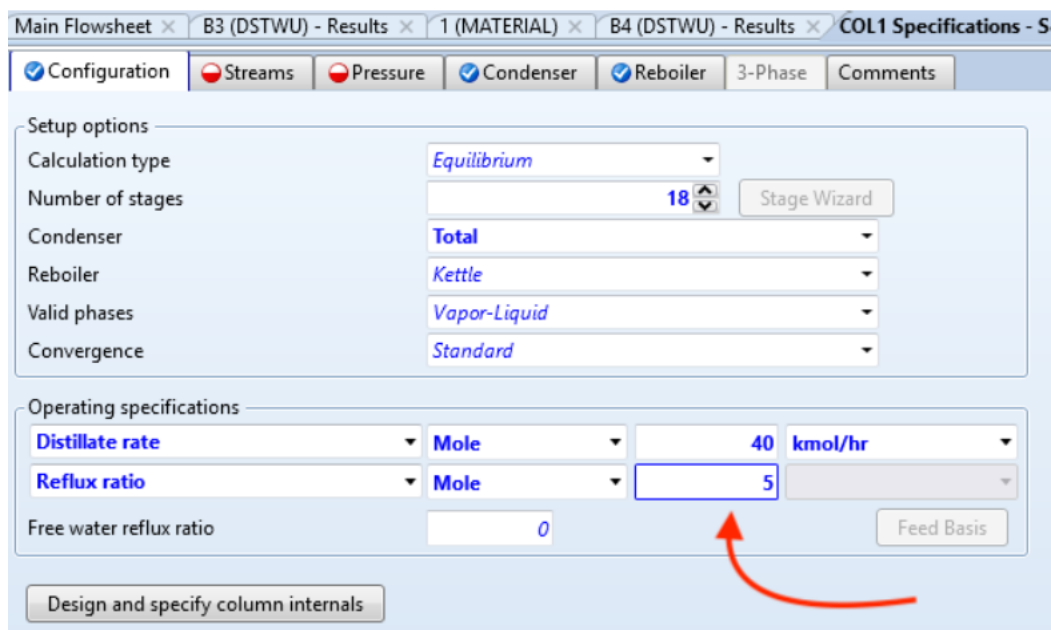 Main Flowsheet B3 (DSTWU) - Results 1 (MATERIAL) B4 (DSTWU) - Results COL1 Specifications - S
Configuration Streams Pressure Condenser Reboiler 3-Phase Comments
Setup options
Calculation type Equilibrium
Number of stages 18 Stage Wizard
Condenser Total
Reboiler Kettle
Valid phases Vapor-Liquid
Convergence Standard
Operating specifications
Distillate rate Mole 40 kmol/hr
Reflux ratio Mole 5
Free water reflux ratio 0 Feed Basis
Design and specify column internals